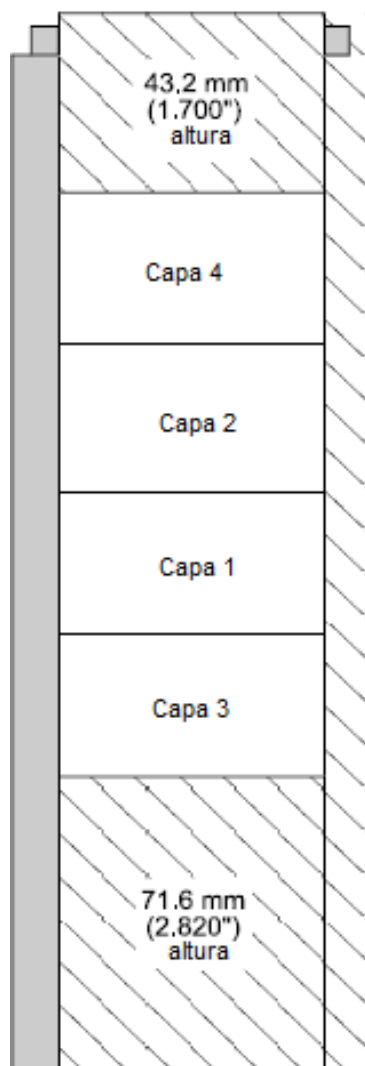 43,2 mm
(1.700")
altura
Capa 4
Capa 2
Capa 1
Capa 3
71.6 mm
(2.820")
altura